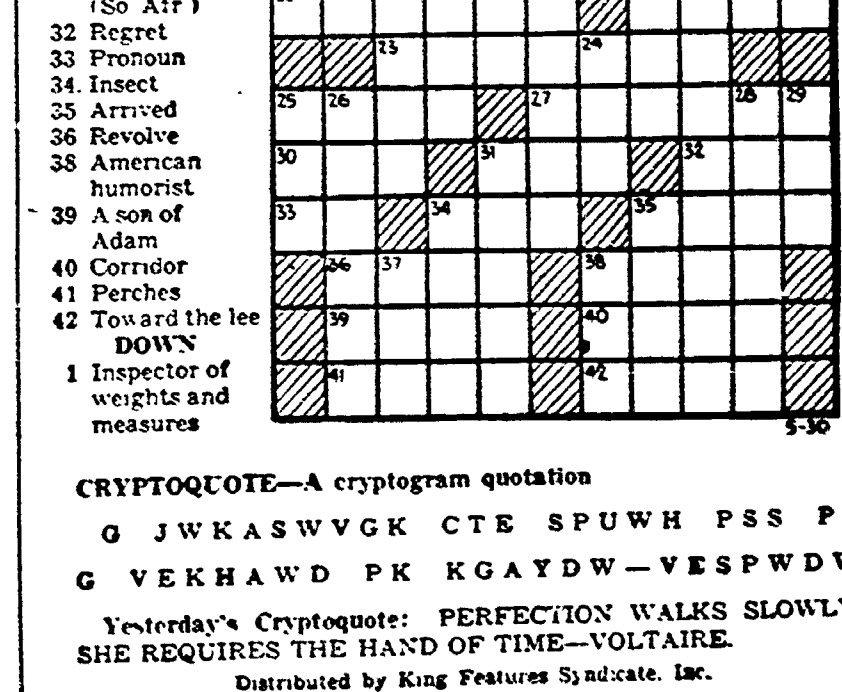 (So Afr)
32 Regret
33 Pronoun
34. Insect
35 Arrived
36 Revolve
38 American
humorist
39 A son of
Adam
40 Corridor
41 Perches
42 Toward the lee
DOWN
1 Inspector of
weights and
measures
23 24
25 26 27 28 29
30 31 32
33 34 35
36 37 38
39 40
41 42
5-30
CRYPTOQUOTE—A cryptogram quotation
G JWKASWVGK CTE SPUWH PSS P
G VEKHAWD PK KGAYDW—VESPWDV
Yesterday's Cryptoquote: PERFECTION WALKS SLOWLY
SHE REQUIRES THE HAND OF TIME—VOLTAIRE.
Distributed by King Features Syndicate, Inc.